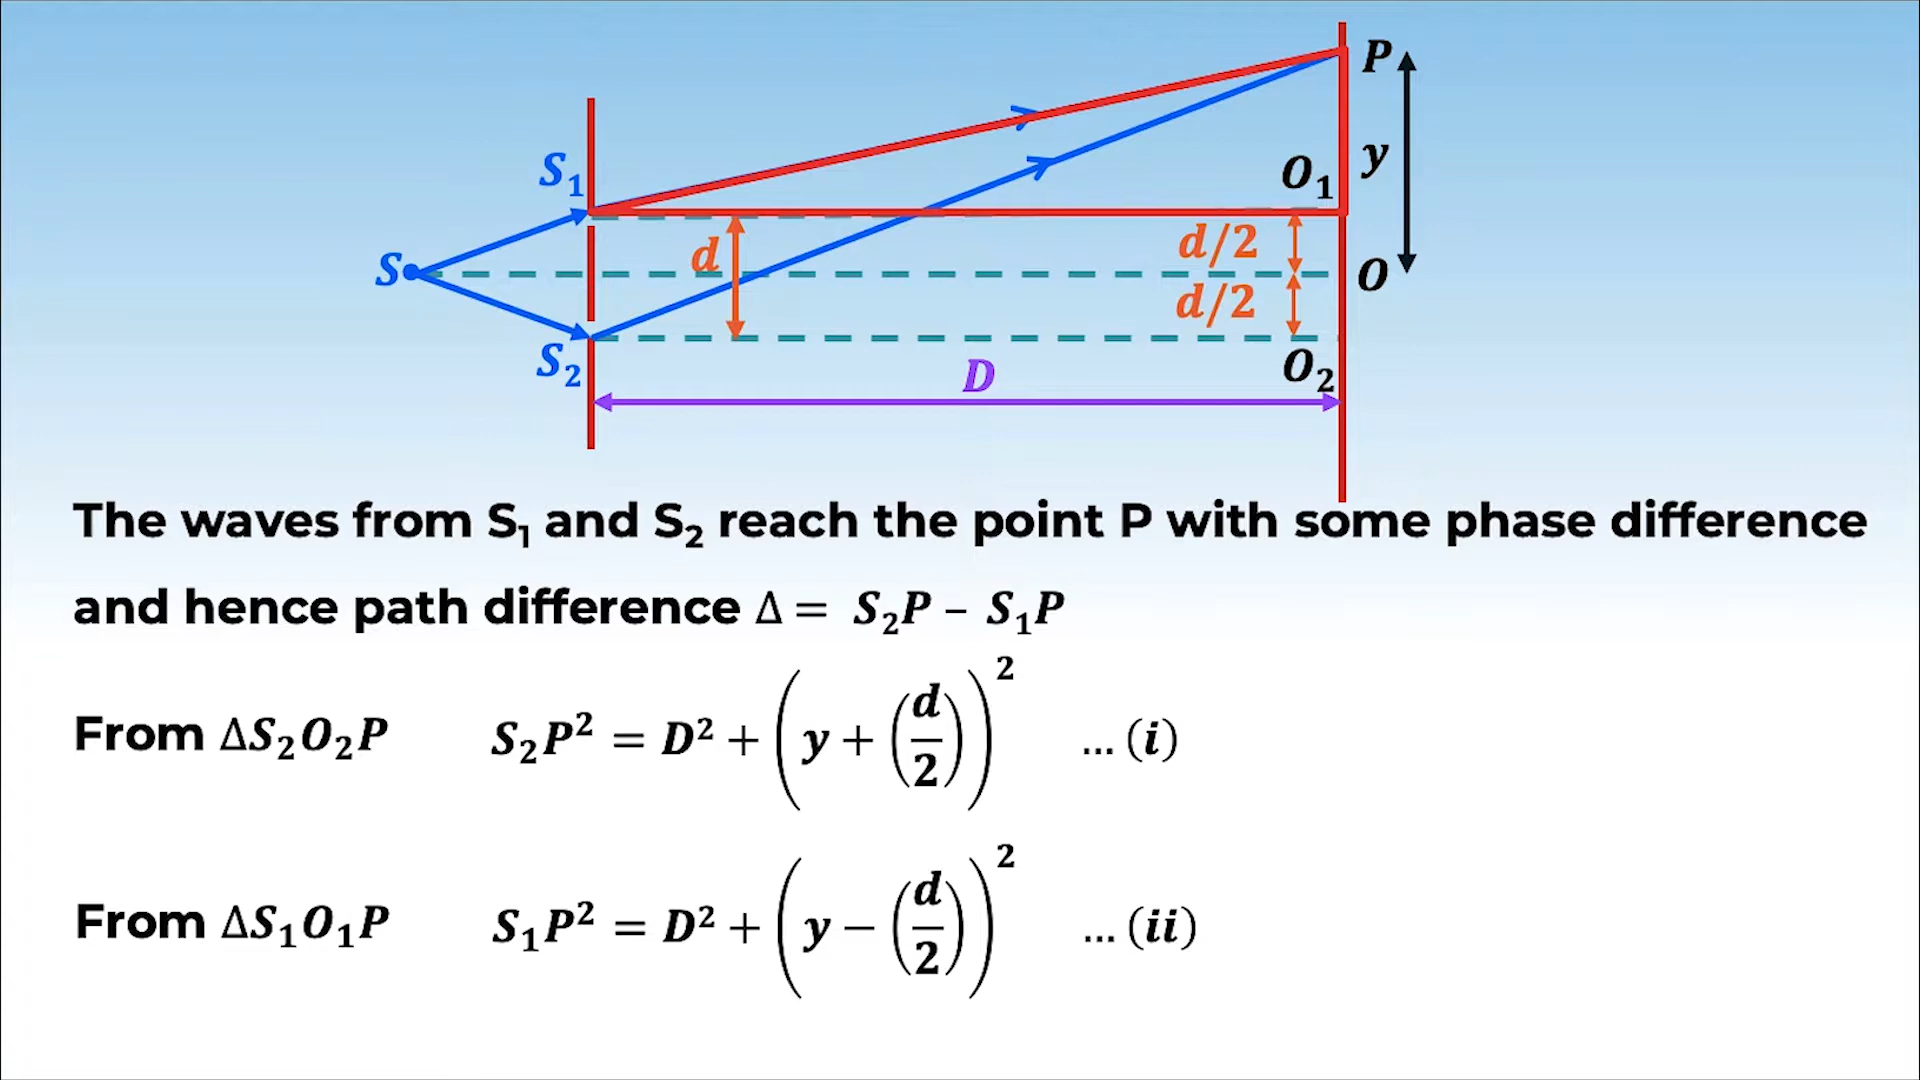 P
S₁
O₁
y
d
d/2
S
O
d/2
S₂
O₂
D
The waves from S₁ and S₂ reach the point P with some phase difference
and hence path difference Δ = S₂P – S₁P
From ΔS₂O₂P S₂P² = D² + (y + (d/2))² ... (i)
From ΔS₁O₁P S₁P² = D² + (y − (d/2))² ... (ii)